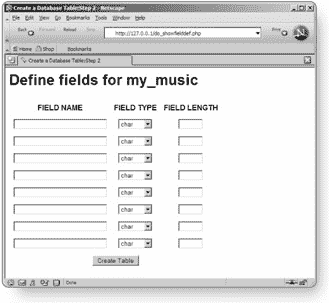 Create a Database Table:Step 2 - Netscape
File Edit View Go Bookmarks Tools Window Help
Back Forward Reload Stop http://127.0.0.1/do_showfielddef.php Print
Home Shop Bookmarks
Create a Database Table:Step 2
Define fields for my_music
FIELD NAME FIELD TYPE FIELD LENGTH
char
char
char
char
char
char
char
char
Create Table
Done